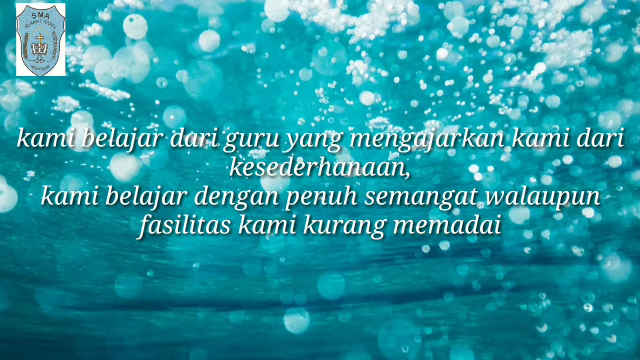 SMA
kami belajar dari guru yang mengajarkan kami dari
kesederhanaan,
kami belajar dengan penuh semangat walaupun
fasilitas kami kurang memadai